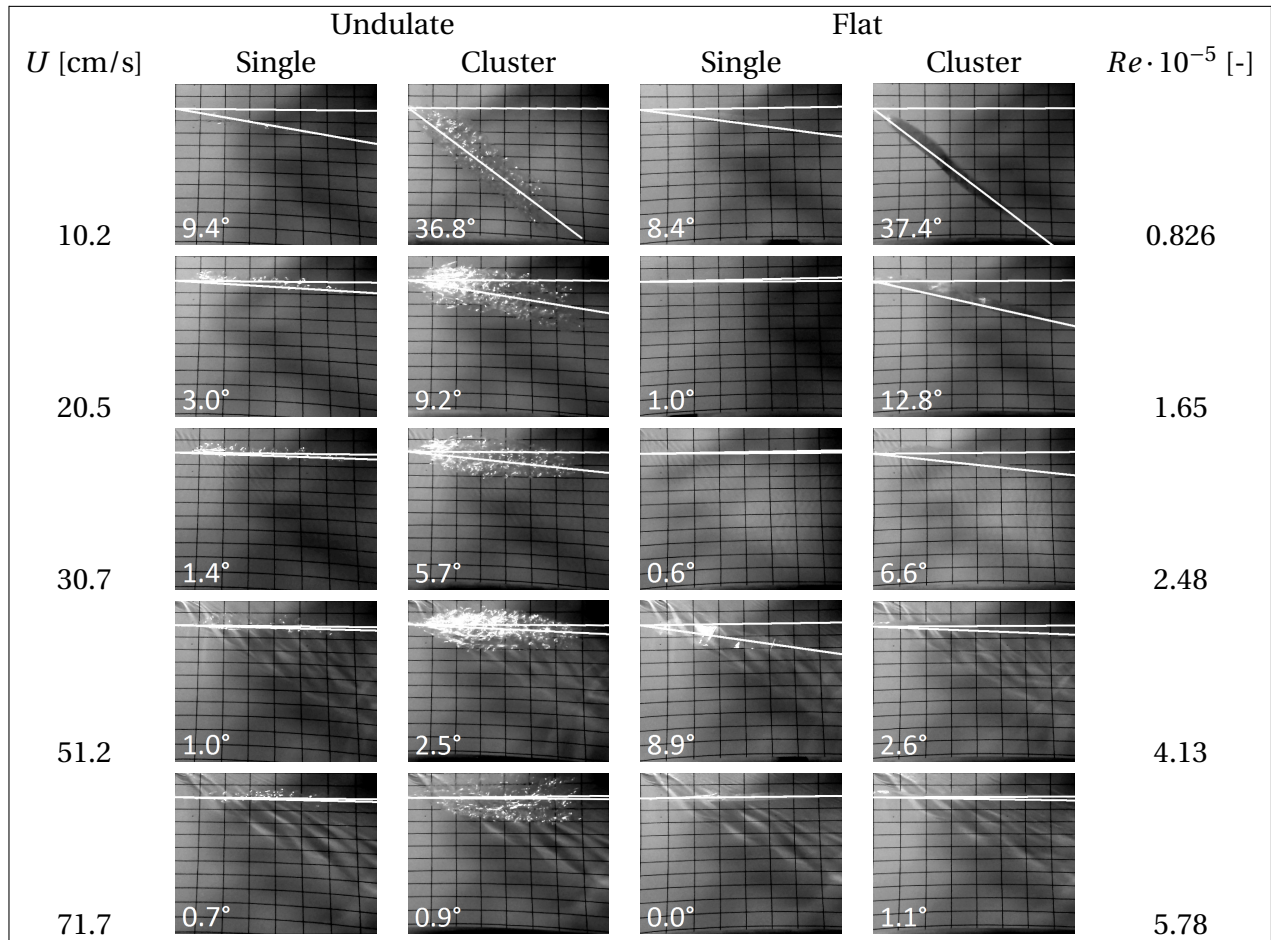 Undulate Flat
U [cm/s] Single Cluster Single Cluster Re · 10⁻⁵ [-]
9.4° 36.8° 8.4° 37.4°
10.2 0.826
3.0° 9.2° 1.0° 12.8°
20.5 1.65
1.4° 5.7° 0.6° 6.6°
30.7 2.48
1.0° 2.5° 8.9° 2.6°
51.2 4.13
0.7° 0.9° 0.0° 1.1°
71.7 5.78